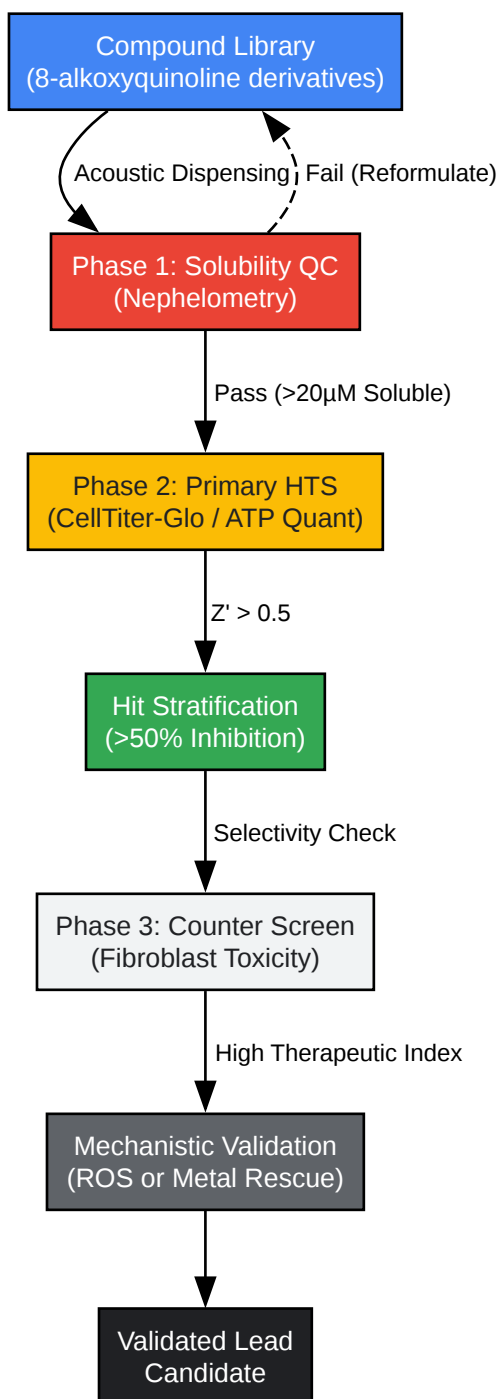 Compound Library
(8-alkoxyquinoline derivatives)
Acoustic Dispensing
Fail (Reformulate)
Phase 1: Solubility QC
(Nephelometry)
Pass (>20µM Soluble)
Phase 2: Primary HTS
(CellTiter-Glo / ATP Quant)
Z' > 0.5
Hit Stratification
(>50% Inhibition)
Selectivity Check
Phase 3: Counter Screen
(Fibroblast Toxicity)
High Therapeutic Index
Mechanistic Validation
(ROS or Metal Rescue)
Validated Lead
Candidate